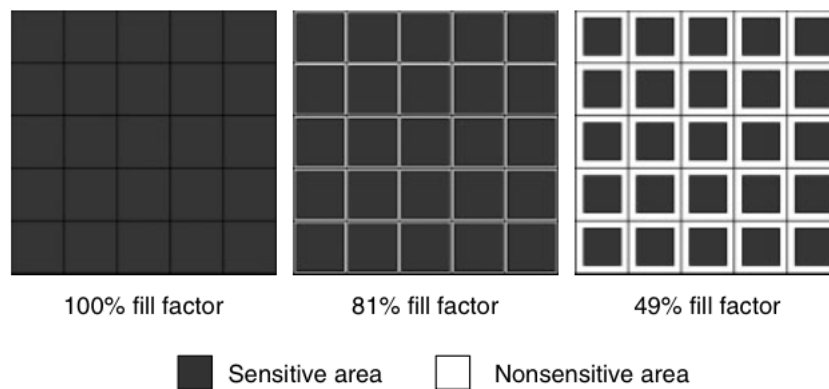 100% fill factor
81% fill factor
49% fill factor
Sensitive area
Nonsensitive area